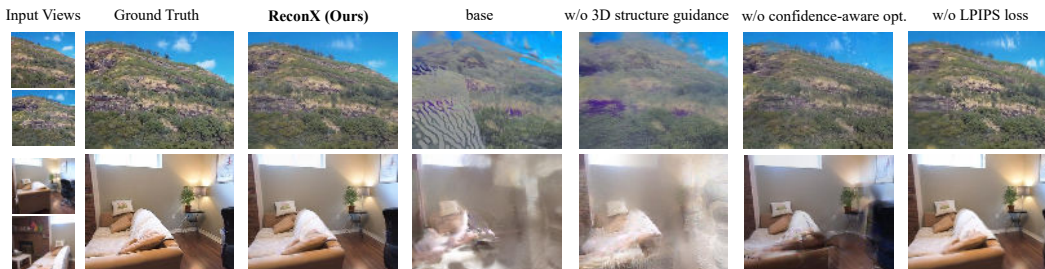 Input Views Ground Truth ReconX (Ours) base w/o 3D structure guidance w/o confidence-aware opt. w/o LPIPS loss